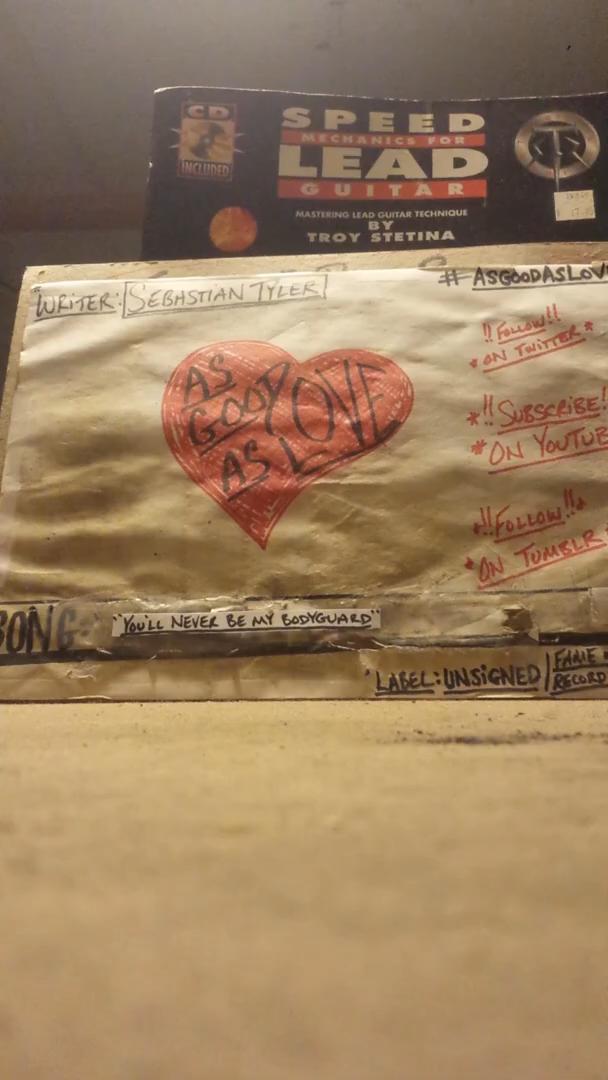 CD
INCLUDED
SPEED
MECHANICS FOR
LEAD
GUITAR
MASTERING LEAD GUITAR TECHNIQUE
BY
TROY STETINA
WRITER: SEBASTIAN TYLER
# ASGOODASLOV
!!FOLLOW!!
*ON TWITTER*
*!!SUBSCRIBE!
*ON YOUTUB
*!!FOLLOW!!*
*ON TUMBLR
AS
GOOD
AS LOVE
SONG: "YOU'LL NEVER BE MY BODYGUARD"
LABEL: UNSIGNED / FAME
RECORD